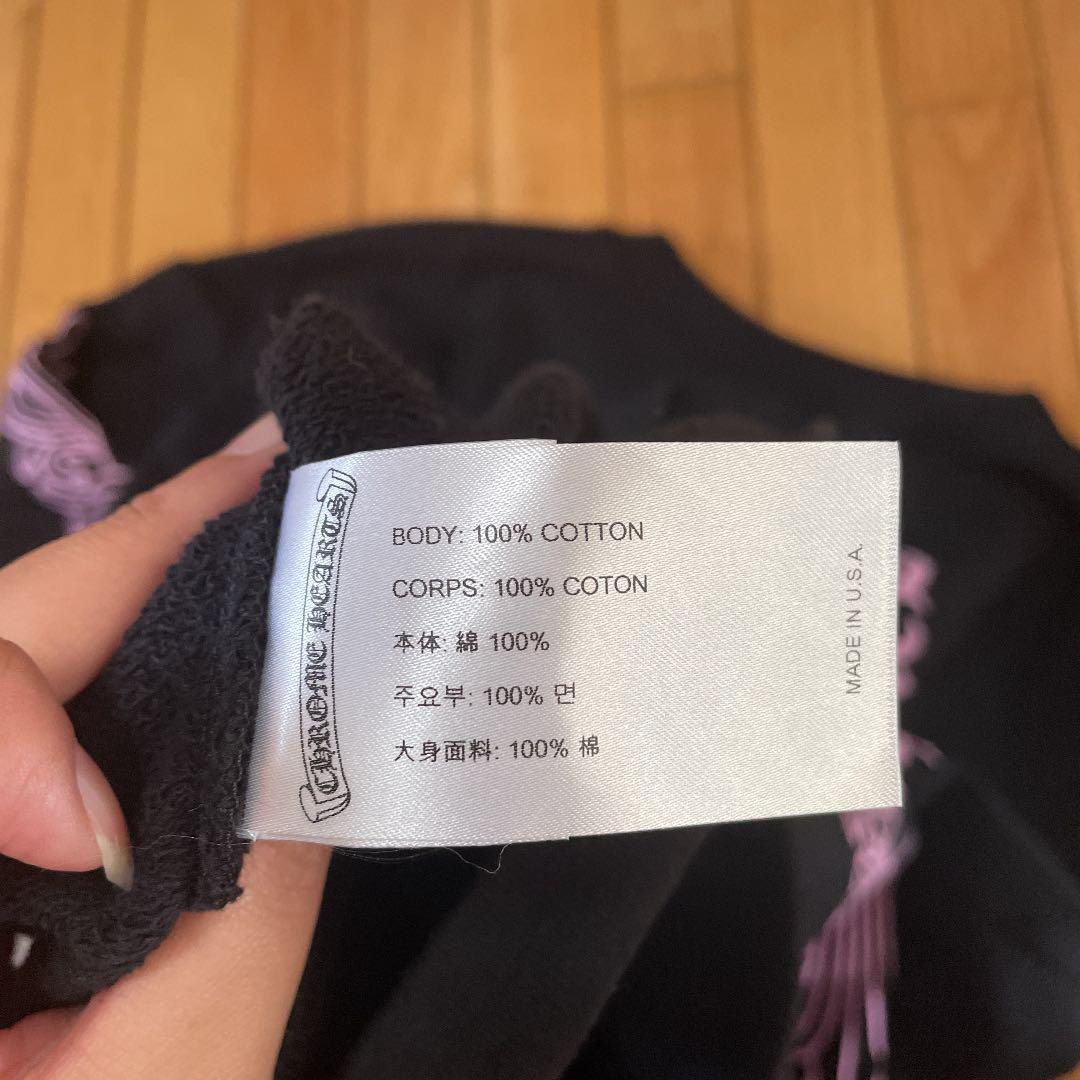 CHROME HEARTS
BODY: 100% COTTON
CORPS: 100% COTON
本体: 綿 100%
주요부: 100% 면
大身面料: 100% 棉
MADE IN U.S.A.